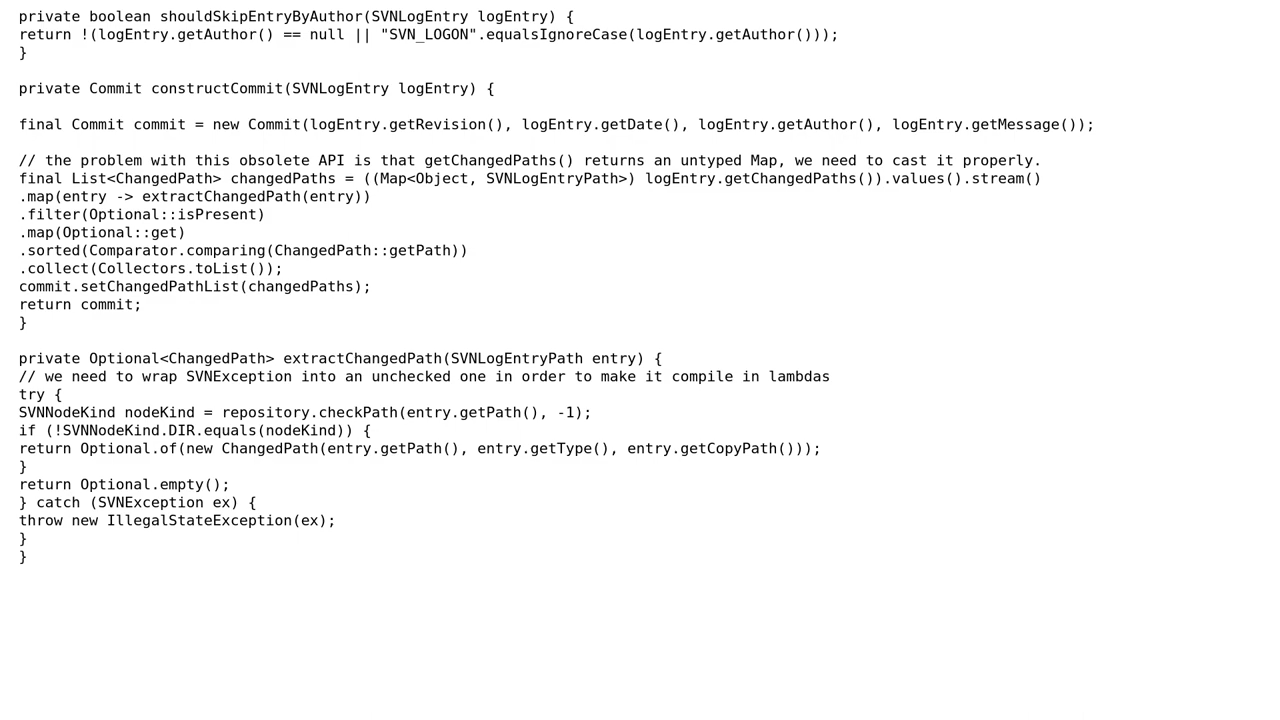 private boolean shouldSkipEntryByAuthor(SVNLogEntry logEntry) {
return !(logEntry.getAuthor() == null || "SVN_LOGON".equalsIgnoreCase(logEntry.getAuthor()));
}

private Commit constructCommit(SVNLogEntry logEntry) {

final Commit commit = new Commit(logEntry.getRevision(), logEntry.getDate(), logEntry.getAuthor(), logEntry.getMessage());

// the problem with this obsolete API is that getChangedPaths() returns an untyped Map, we need to cast it properly.
final List<ChangedPath> changedPaths = ((Map<Object, SVNLogEntryPath>) logEntry.getChangedPaths()).values().stream()
.map(entry -> extractChangedPath(entry))
.filter(Optional::isPresent)
.map(Optional::get)
.sorted(Comparator.comparing(ChangedPath::getPath))
.collect(Collectors.toList());
commit.setChangedPathList(changedPaths);
return commit;
}

private Optional<ChangedPath> extractChangedPath(SVNLogEntryPath entry) {
// we need to wrap SVNException into an unchecked one in order to make it compile in lambdas
try {
SVNNodeKind nodeKind = repository.checkPath(entry.getPath(), -1);
if (!SVNNodeKind.DIR.equals(nodeKind)) {
return Optional.of(new ChangedPath(entry.getPath(), entry.getType(), entry.getCopyPath()));
}
return Optional.empty();
} catch (SVNException ex) {
throw new IllegalStateException(ex);
}
}